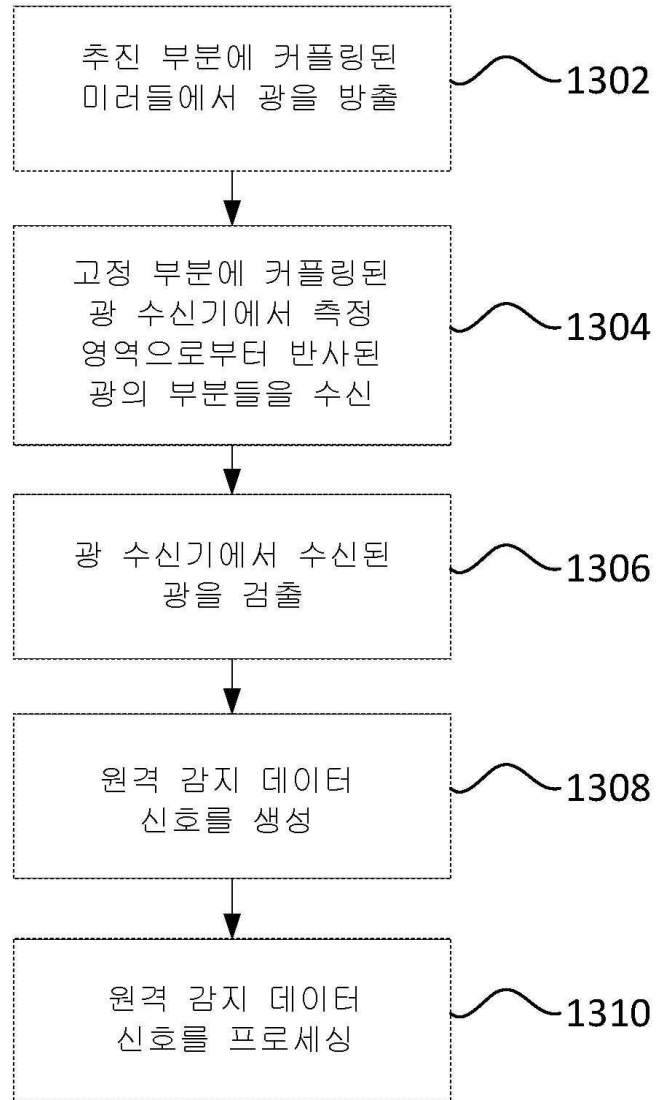 추진 부분에 커플링된
미러들에서 광을 방출
1302
고정 부분에 커플링된
광 수신기에서 측정
영역으로부터 반사된
광의 부분들을 수신
1304
광 수신기에서 수신된
광을 검출
1306
원격 감지 데이터
신호를 생성
1308
원격 감지 데이터
신호를 프로세싱
1310